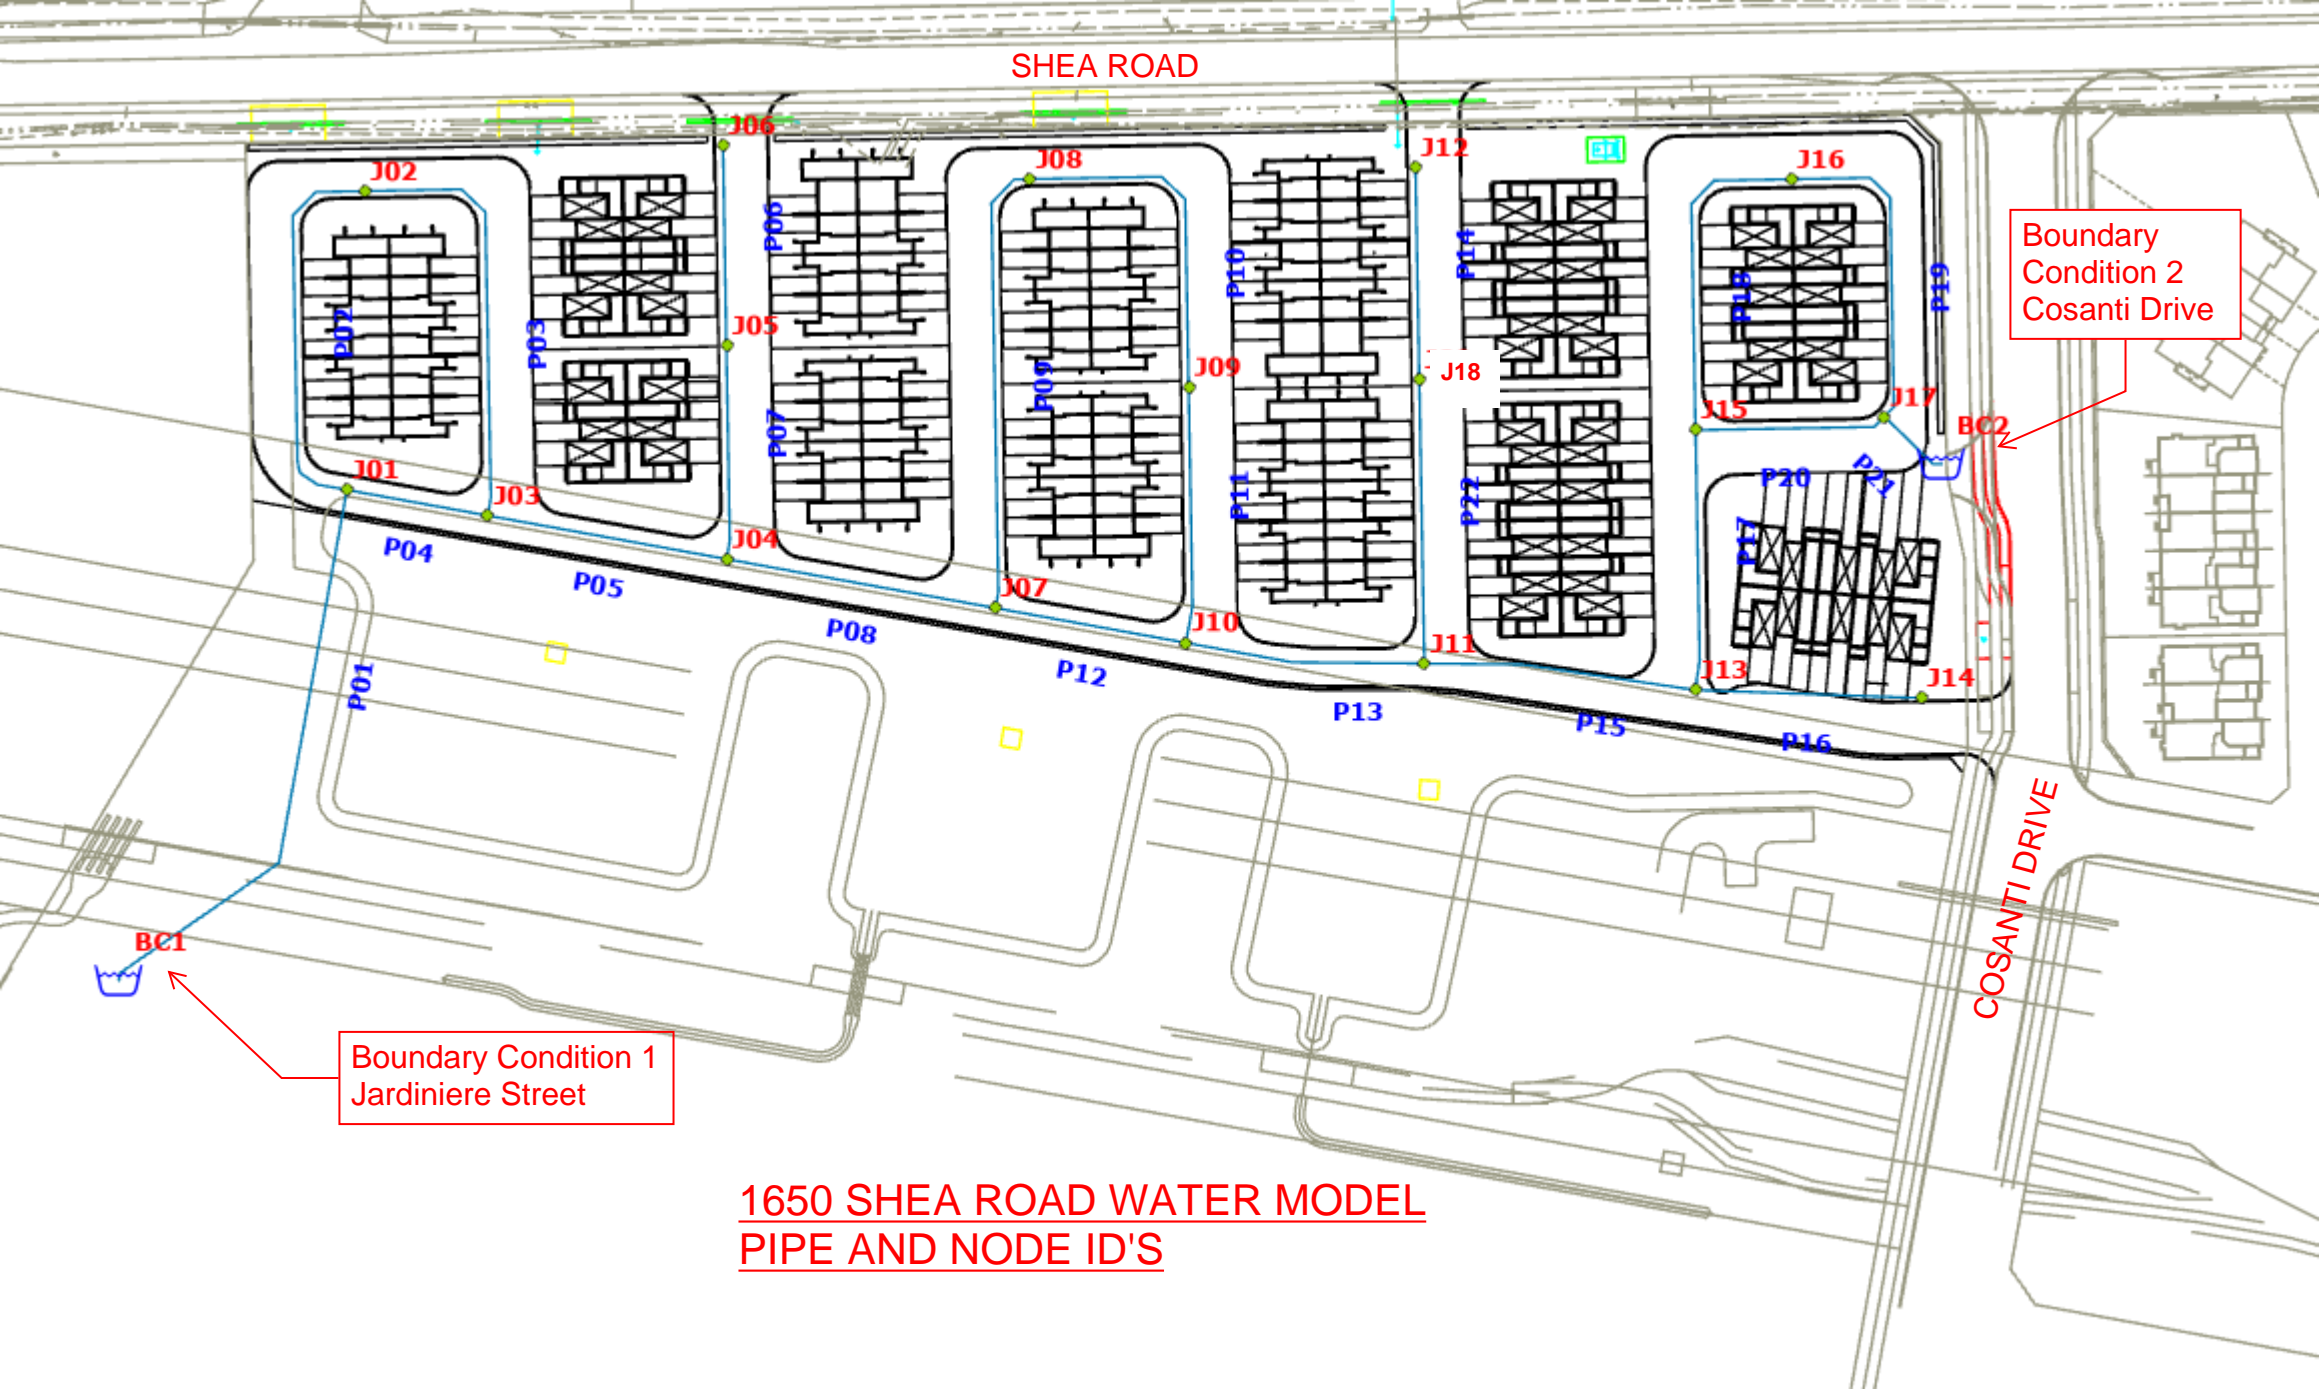 SHEA ROAD
J06
J02
J08
J12
J16
P06
P14
P10
Boundary
Condition 2
Cosanti Drive
P18
P19
P02
P03
J05
J09
J18
P09
J15
J17
BC2
P07
J01
J03
P11
P22
P20
P21
J04
P17
P04
P05
J07
P08
J10
J11
P12
J13
J14
P01
P13
P15
P16
COSANTI DRIVE
BC1
Boundary Condition 1
Jardiniere Street
1650 SHEA ROAD WATER MODEL
PIPE AND NODE ID'S